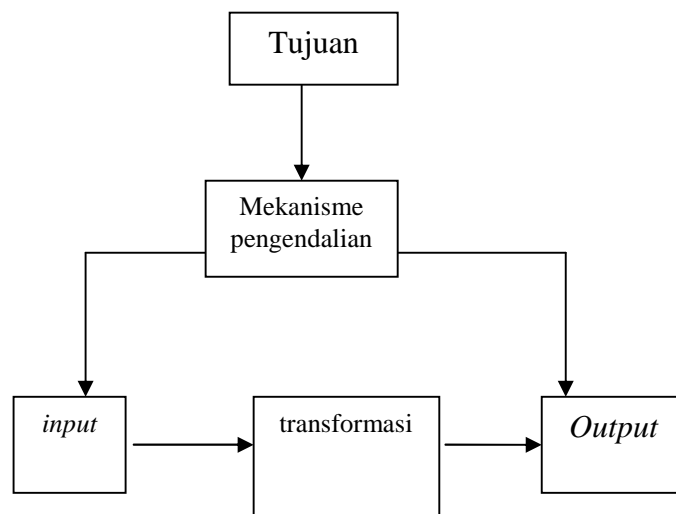 Tujuan
Mekanisme
pengendalian
input
transformasi
Output